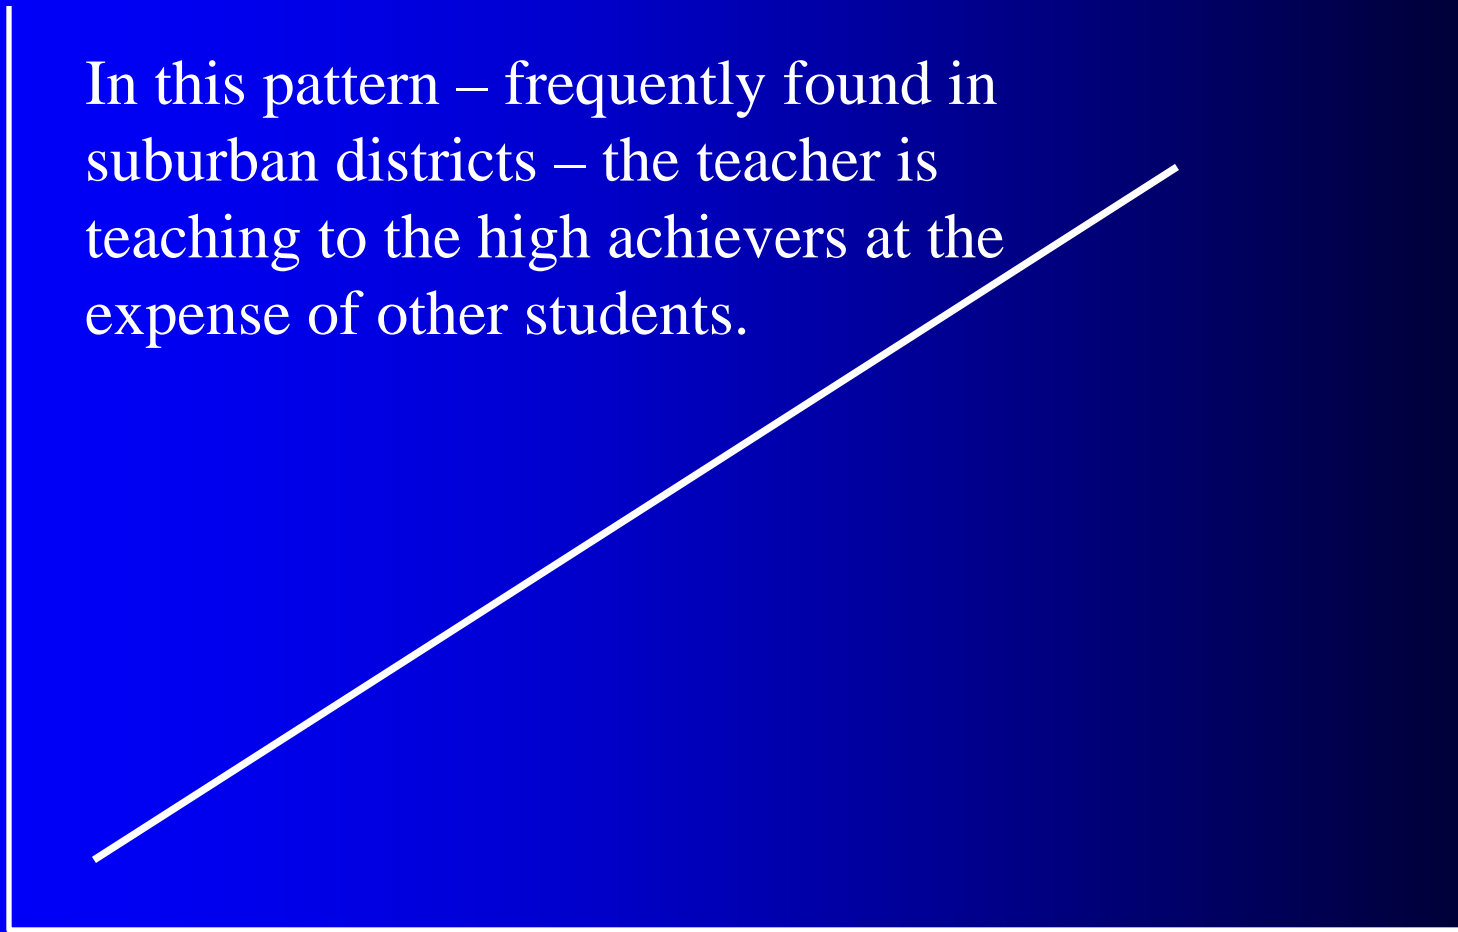 In this pattern – frequently found in
suburban districts – the teacher is
teaching to the high achievers at the
expense of other students.